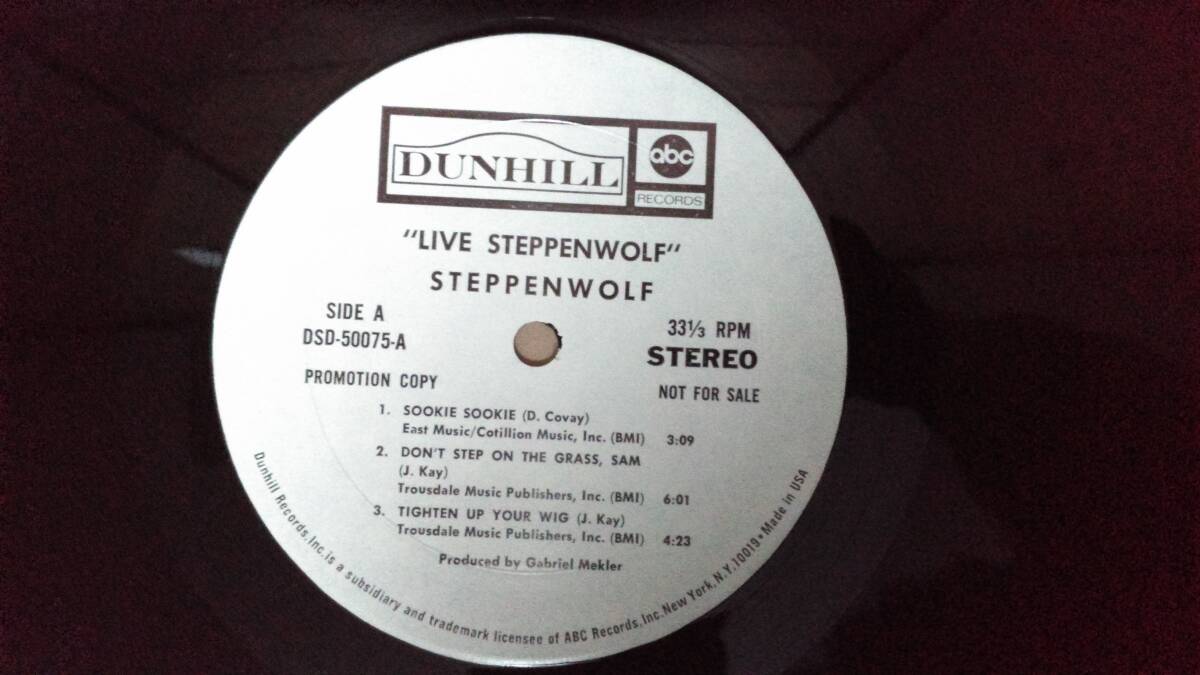 DUNHILL
abc
RECORDS
"LIVE STEPPENWOLF"
STEPPENWOLF
SIDE A
DSD-50075-A
PROMOTION COPY
33⅓ RPM
STEREO
NOT FOR SALE
1. SOOKIE SOOKIE (D. Covay)
East Music/Cotillion Music, Inc. (BMI) 3:09
2. DON'T STEP ON THE GRASS, SAM
(J. Kay)
Trousdale Music Publishers, Inc. (BMI) 6:01
3. TIGHTEN UP YOUR WIG (J. Kay)
Trousdale Music Publishers, Inc. (BMI) 4:23
Produced by Gabriel Mekler
Dunhill Records, Inc. is a subsidiary and trademark licensee of ABC Records, Inc. New York, N.Y. 10019 • Made in USA